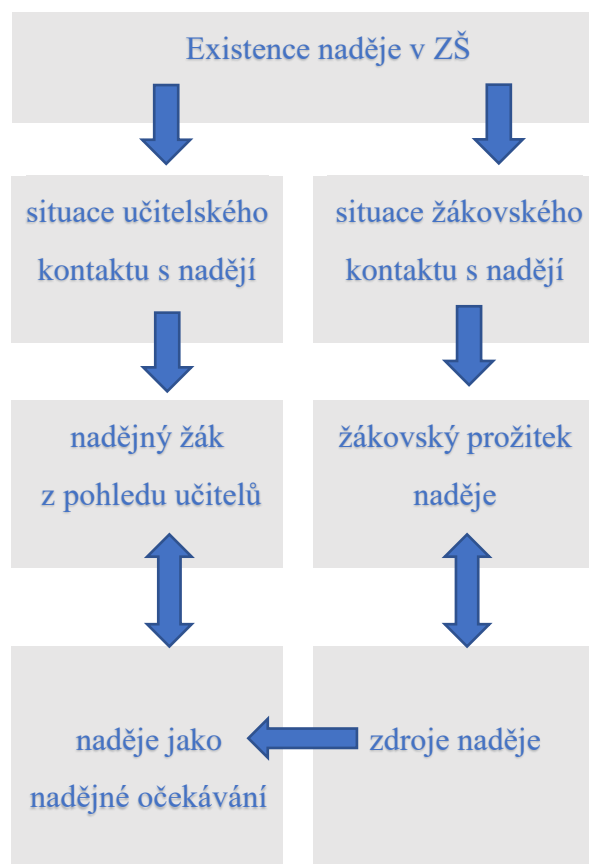 Existence naděje v ZŠ
situace učitelského
kontaktu s nadějí
situace žákovského
kontaktu s nadějí
nadějný žák
z pohledu učitelů
žákovský prožitek
naděje
naděje jako
nadějné očekávání
zdroje naděje